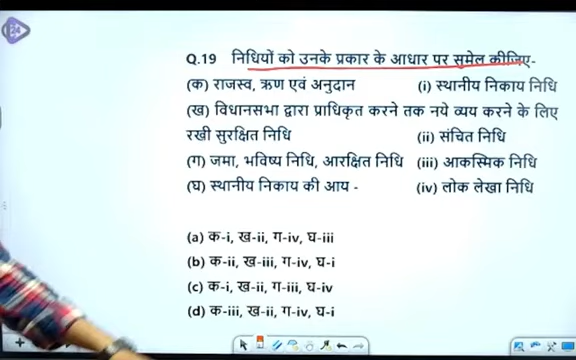 Q.19 निधियों को उनके प्रकार के आधार पर सुमेल कीजिए-
(क) राजस्व, ऋण एवं अनुदान (i) स्थानीय निकाय निधि
(ख) विधानसभा द्वारा प्राधिकृत करने तक नये व्यय करने के लिए
रखी सुरक्षित निधि (ii) संचित निधि
(ग) जमा, भविष्य निधि, आरक्षित निधि (iii) आकस्मिक निधि
(घ) स्थानीय निकाय की आय - (iv) लोक लेखा निधि
(a) क-i, ख-ii, ग-iv, घ-iii
(b) क-ii, ख-iii, ग-iv, घ-i
(c) क-i, ख-ii, ग-iii, घ-iv
(d) क-iii, ख-ii, ग-iv, घ-i